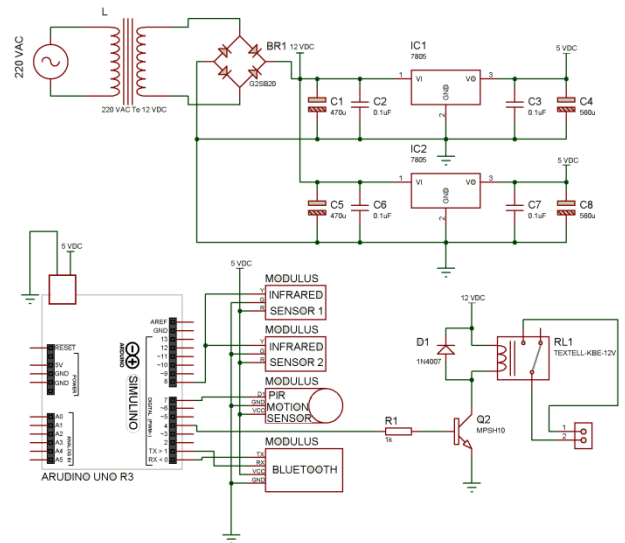 L
220 VAC
220 VAC To 12 VDC
BR1
G2SB20
12 VDC
IC1
7805
1
VI
VO
3
GND
2
5 VDC
C1
470u
C2
0.1uF
C3
0.1uF
C4
560u
IC2
7805
1
VI
VO
3
GND
2
5 VDC
C5
470u
C6
0.1uF
C7
0.1uF
C8
560u
5 VDC
RESET
5V
GND
GND
POWER
A0
A1
A2
A3
A4
A5
ANALOG IN
ARDUINO
SIMULINO
DIGITAL (PWM~)
AREF
GND
13
12
~11
~10
~9
8
7
~6
~5
4
~3
2
TX > 1
RX < 0
ARUDINO UNO R3
5 VDC
MODULUS
Y
G
R
INFRARED
SENSOR 1
MODULUS
Y
G
R
INFRARED
SENSOR 2
MODULUS
D1
GND
VCC
PIR
MOTION
SENSOR
MODULUS
TX
RX
VCC
GND
BLUETOOTH
R1
1k
12 VDC
D1
1N4007
Q2
MPSH10
RL1
TEXTELL-KBE-12V
1
2